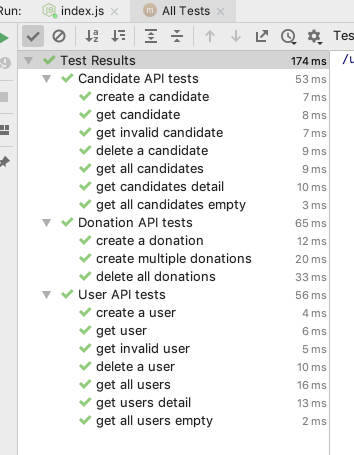 Run: index.js × All Tests ×
Tes
Test Results 174 ms
Candidate API tests 53 ms
create a candidate 7 ms
get candidate 8 ms
get invalid candidate 7 ms
delete a candidate 9 ms
get all candidates 9 ms
get candidates detail 10 ms
get all candidates empty 3 ms
Donation API tests 65 ms
create a donation 12 ms
create multiple donations 20 ms
delete all donations 33 ms
User API tests 56 ms
create a user 4 ms
get user 6 ms
get invalid user 5 ms
delete a user 10 ms
get all users 16 ms
get users detail 13 ms
get all users empty 2 ms